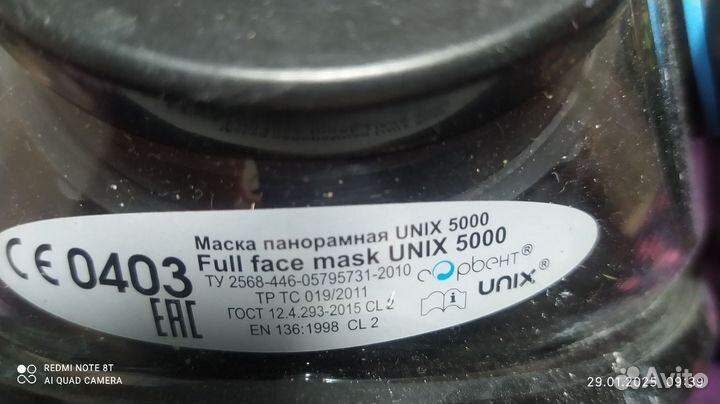 CE 0403
EAC
Маска панорамная UNIX 5000
Full face mask UNIX 5000
ТУ 2568-446-05795731-2010
ТР ТС 019/2011
ГОСТ 12.4.293-2015 CL 2
EN 136:1998 CL 2
сорбент®
UNIX®
REDMI NOTE 8T
AI QUAD CAMERA
29.01.2025 09:39
Avito